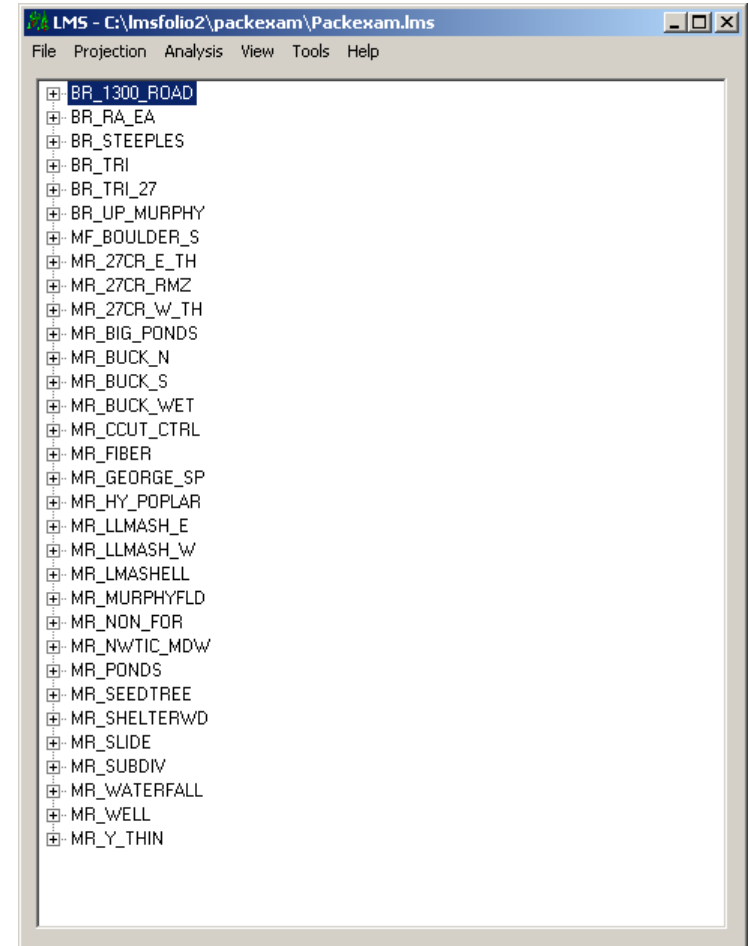 LMS - C:\lmsfolio2\packexam\Packexam.lms
File Projection Analysis View Tools Help
BR_1300_ROAD
BR_RA_EA
BR_STEEPLES
BR_TRI
BR_TRI_27
BR_UP_MURPHY
MF_BOULDER_S
MR_27CR_E_TH
MR_27CR_RMZ
MR_27CR_W_TH
MR_BIG_PONDS
MR_BUCK_N
MR_BUCK_S
MR_BUCK_WET
MR_CCUT_CTRL
MR_FIBER
MR_GEORGE_SP
MR_HY_POPLAR
MR_LLMASH_E
MR_LLMASH_W
MR_LMASHELL
MR_MURPHYFLD
MR_NON_FOR
MR_NWTIC_MDW
MR_PONDS
MR_SEEDTREE
MR_SHELTERWD
MR_SLIDE
MR_SUBDIV
MR_WATERFALL
MR_WELL
MR_Y_THIN